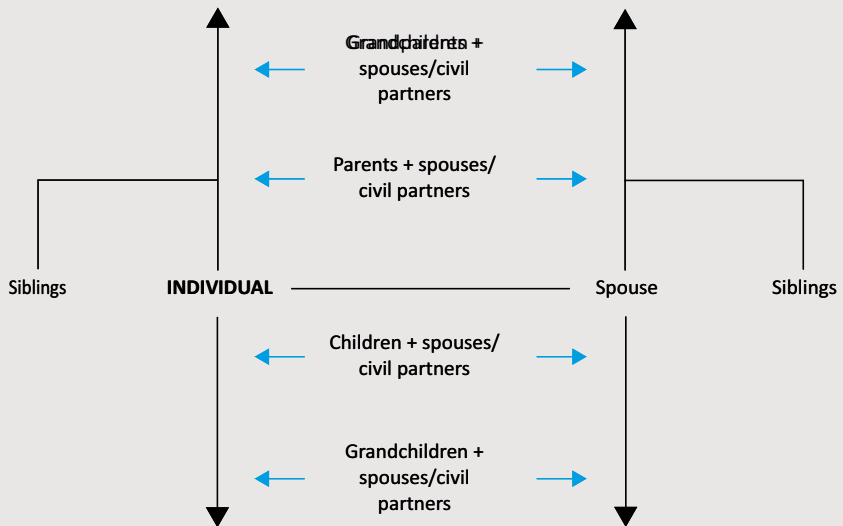 +
spouses/civil
partners
Parents + spouses/
civil partners
Siblings
INDIVIDUAL
Spouse
Siblings
Children + spouses/
civil partners
Grandchildren +
spouses/civil
partners